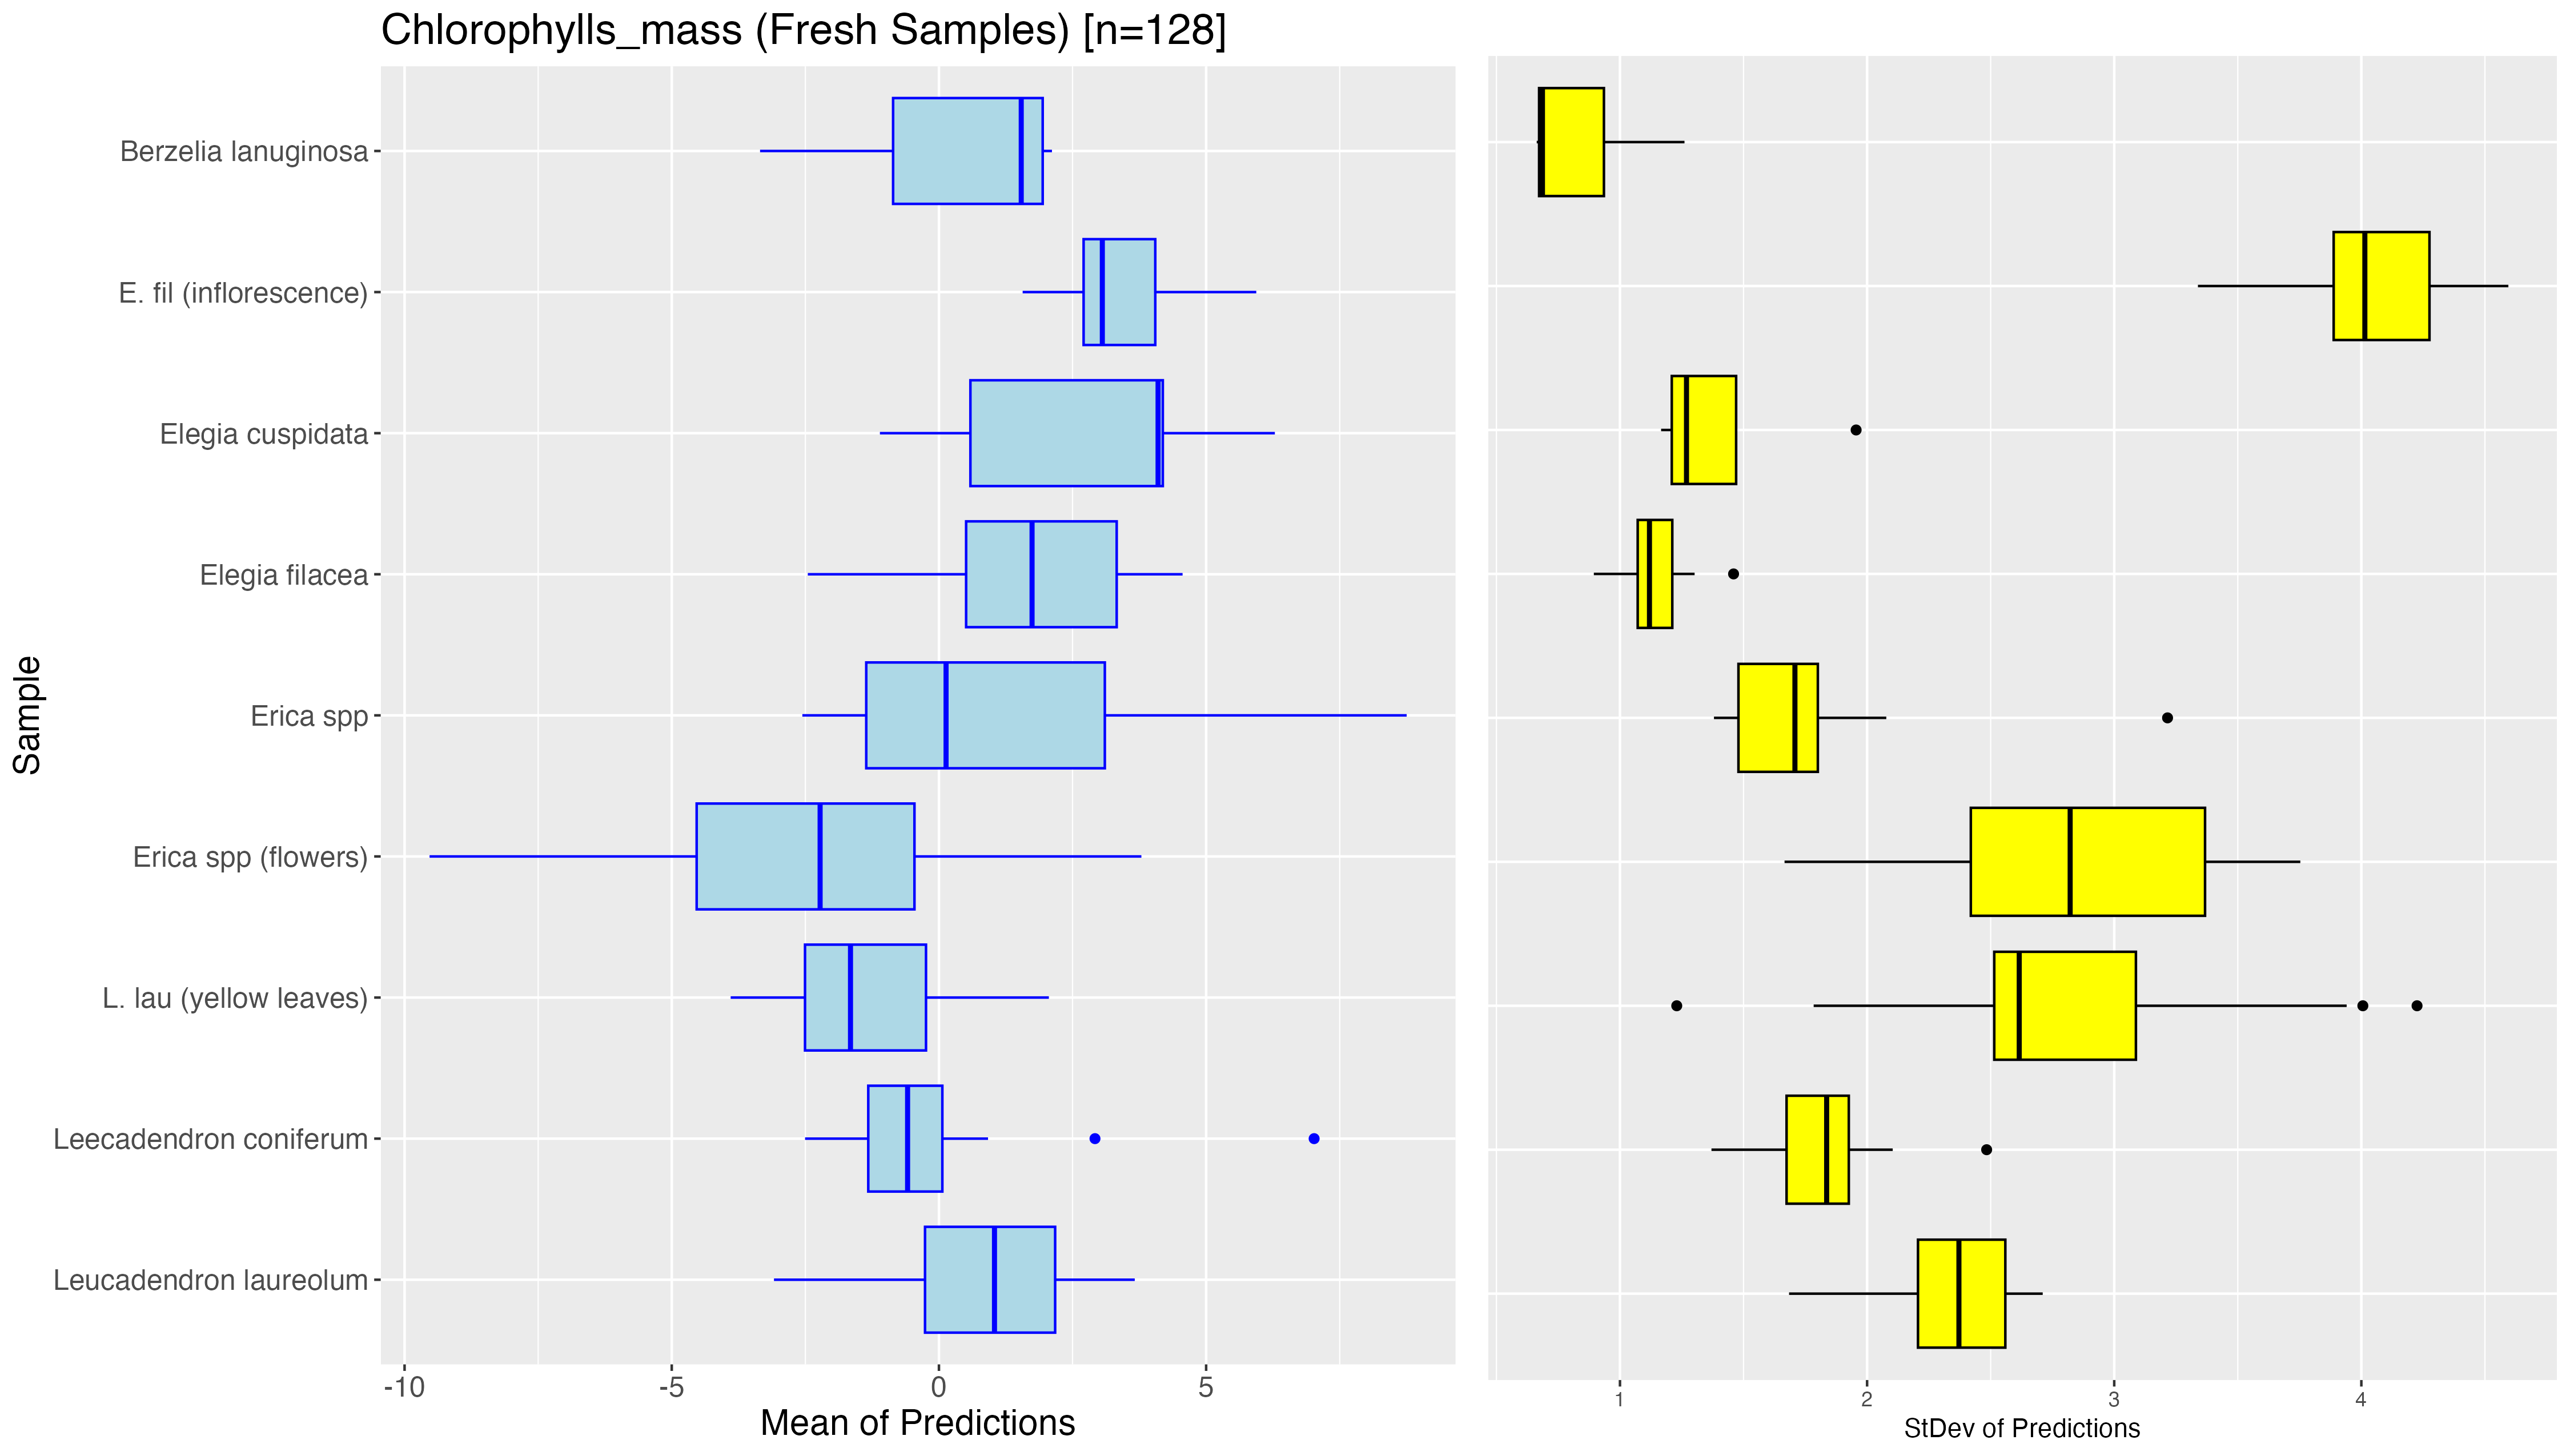 Chlorophylls_mass (Fresh Samples) [n=128]
Sample
Berzelia lanuginosa
E. fil (inflorescence)
Elegia cuspidata
Elegia filacea
Erica spp
Erica spp (flowers)
L. lau (yellow leaves)
Leecadendron coniferum
Leucadendron laureolum
-10 -5 0 5
Mean of Predictions
1 2 3 4
StDev of Predictions